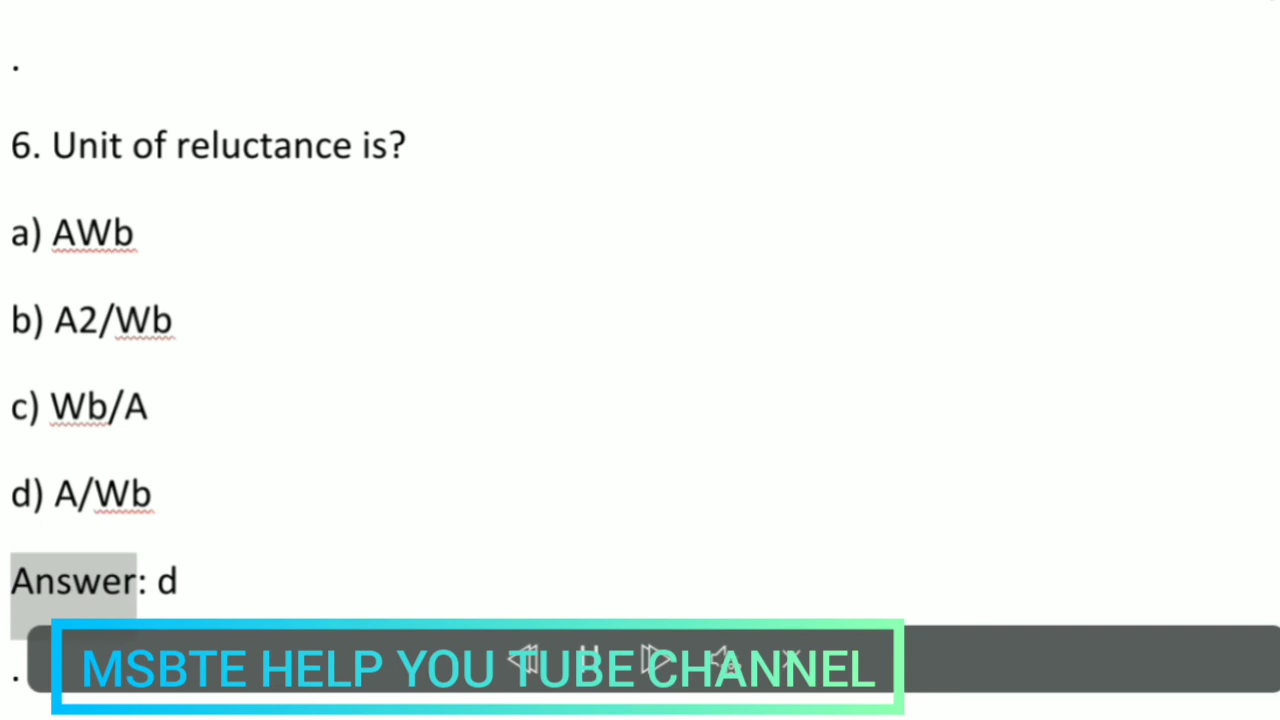 .
6. Unit of reluctance is?
a) AWb
b) A2/Wb
c) Wb/A
d) A/Wb
Answer: d
.
MSBTE HELP YOU TUBE CHANNEL